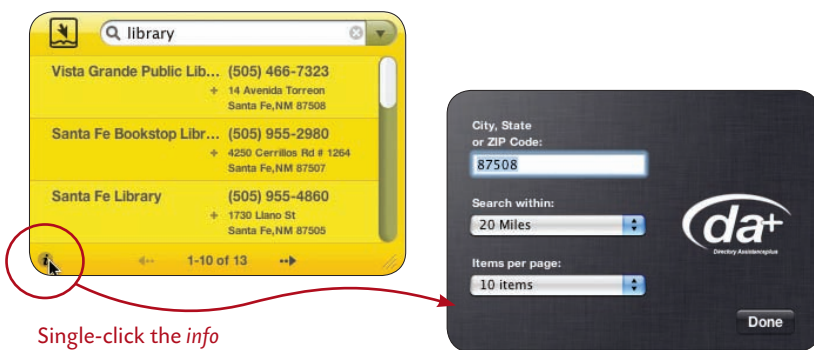 library
Vista Grande Public Lib... (505) 466-7323
+ 14 Avenida Torreon
Santa Fe,NM 87508
Santa Fe Bookstop Libr... (505) 955-2980
+ 4250 Cerrillos Rd # 1264
Santa Fe,NM 87507
Santa Fe Library (505) 955-4860
+ 1730 Llano St
Santa Fe,NM 87505
i 1-10 of 13
Single-click the info
City, State
or ZIP Code:
87508
Search within:
20 Miles
Items per page:
10 items
da+
Directory Assistanceplus
Done